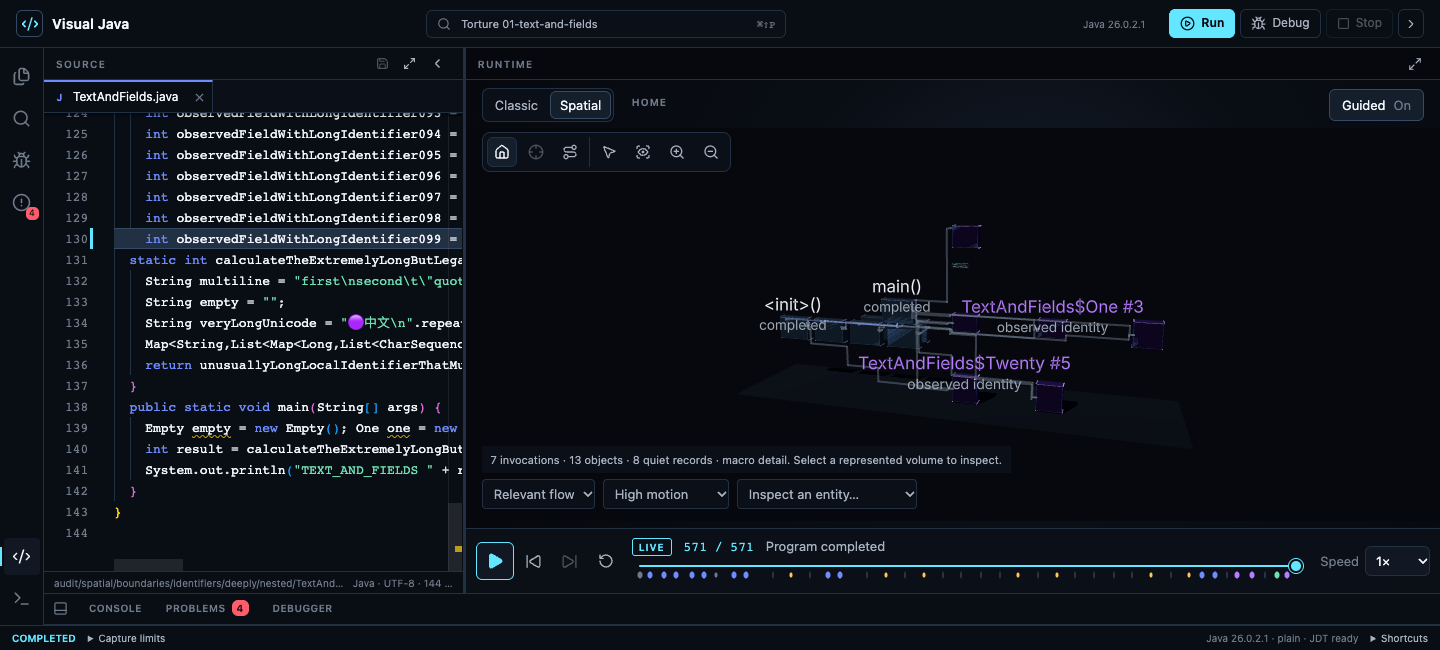 Visual Java
Torture 01-text-and-fields
⌘⇧P
Java 26.0.2.1
Run
Debug
Stop
SOURCE
RUNTIME
TextAndFields.java
Classic
Spatial
HOME
Guided On
124 int observedFieldWithLongIdentifier093 =
125 int observedFieldWithLongIdentifier094 =
126 int observedFieldWithLongIdentifier095 =
127 int observedFieldWithLongIdentifier096 =
128 int observedFieldWithLongIdentifier097 =
129 int observedFieldWithLongIdentifier098 =
130 int observedFieldWithLongIdentifier099 =
131 static int calculateTheExtremelyLongButLega
132 String multiline = "first\nsecond\t\"quot
133 String empty = "";
134 String veryLongUnicode = "🟣中文\n".repea
135 Map<String,List<Map<Long,List<CharSequenc
136 return unusuallyLongLocalIdentifierThatMu
137 }
138 public static void main(String[] args) {
139 Empty empty = new Empty(); One one = new
140 int result = calculateTheExtremelyLongBut
141 System.out.println("TEXT_AND_FIELDS " + r
142 }
143 }
144
main()
completed
<init>()
completed
TextAndFields$One #3
observed identity
TextAndFields$Twenty #5
observed identity
7 invocations · 13 objects · 8 quiet records · macro detail. Select a represented volume to inspect.
Relevant flow
High motion
Inspect an entity...
LIVE
571 / 571
Program completed
Speed
1×
audit/spatial/boundaries/identifiers/deeply/nested/TextAnd...
Java · UTF-8 · 144 ...
CONSOLE
PROBLEMS 4
DEBUGGER
4
COMPLETED
Capture limits
Java 26.0.2.1 · plain · JDT ready
Shortcuts